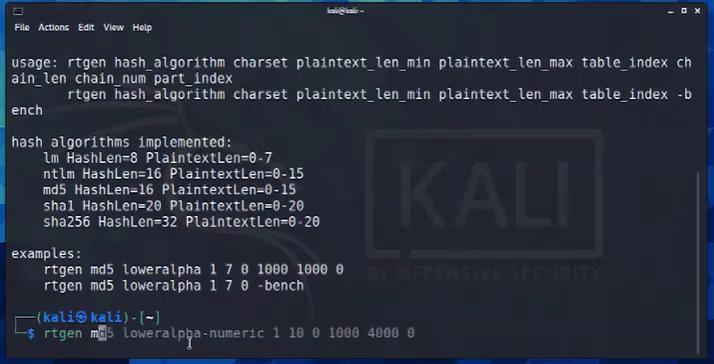 kali@kali: ~
File Actions Edit View Help
usage: rtgen hash_algorithm charset plaintext_len_min plaintext_len_max table_index ch
ain_len chain_num part_index
rtgen hash_algorithm charset plaintext_len_min plaintext_len_max table_index -b
ench
hash algorithms implemented:
lm HashLen=8 PlaintextLen=0-7
ntlm HashLen=16 PlaintextLen=0-15
md5 HashLen=16 PlaintextLen=0-15
sha1 HashLen=20 PlaintextLen=0-20
sha256 HashLen=32 PlaintextLen=0-20
KALI
BY OFFENSIVE SECURITY
examples:
rtgen md5 loweralpha 1 7 0 1000 1000 0
rtgen md5 loweralpha 1 7 0 -bench
┌──(kali㉿kali)-[~]
└─$ rtgen md5 loweralpha-numeric 1 10 0 1000 4000 0